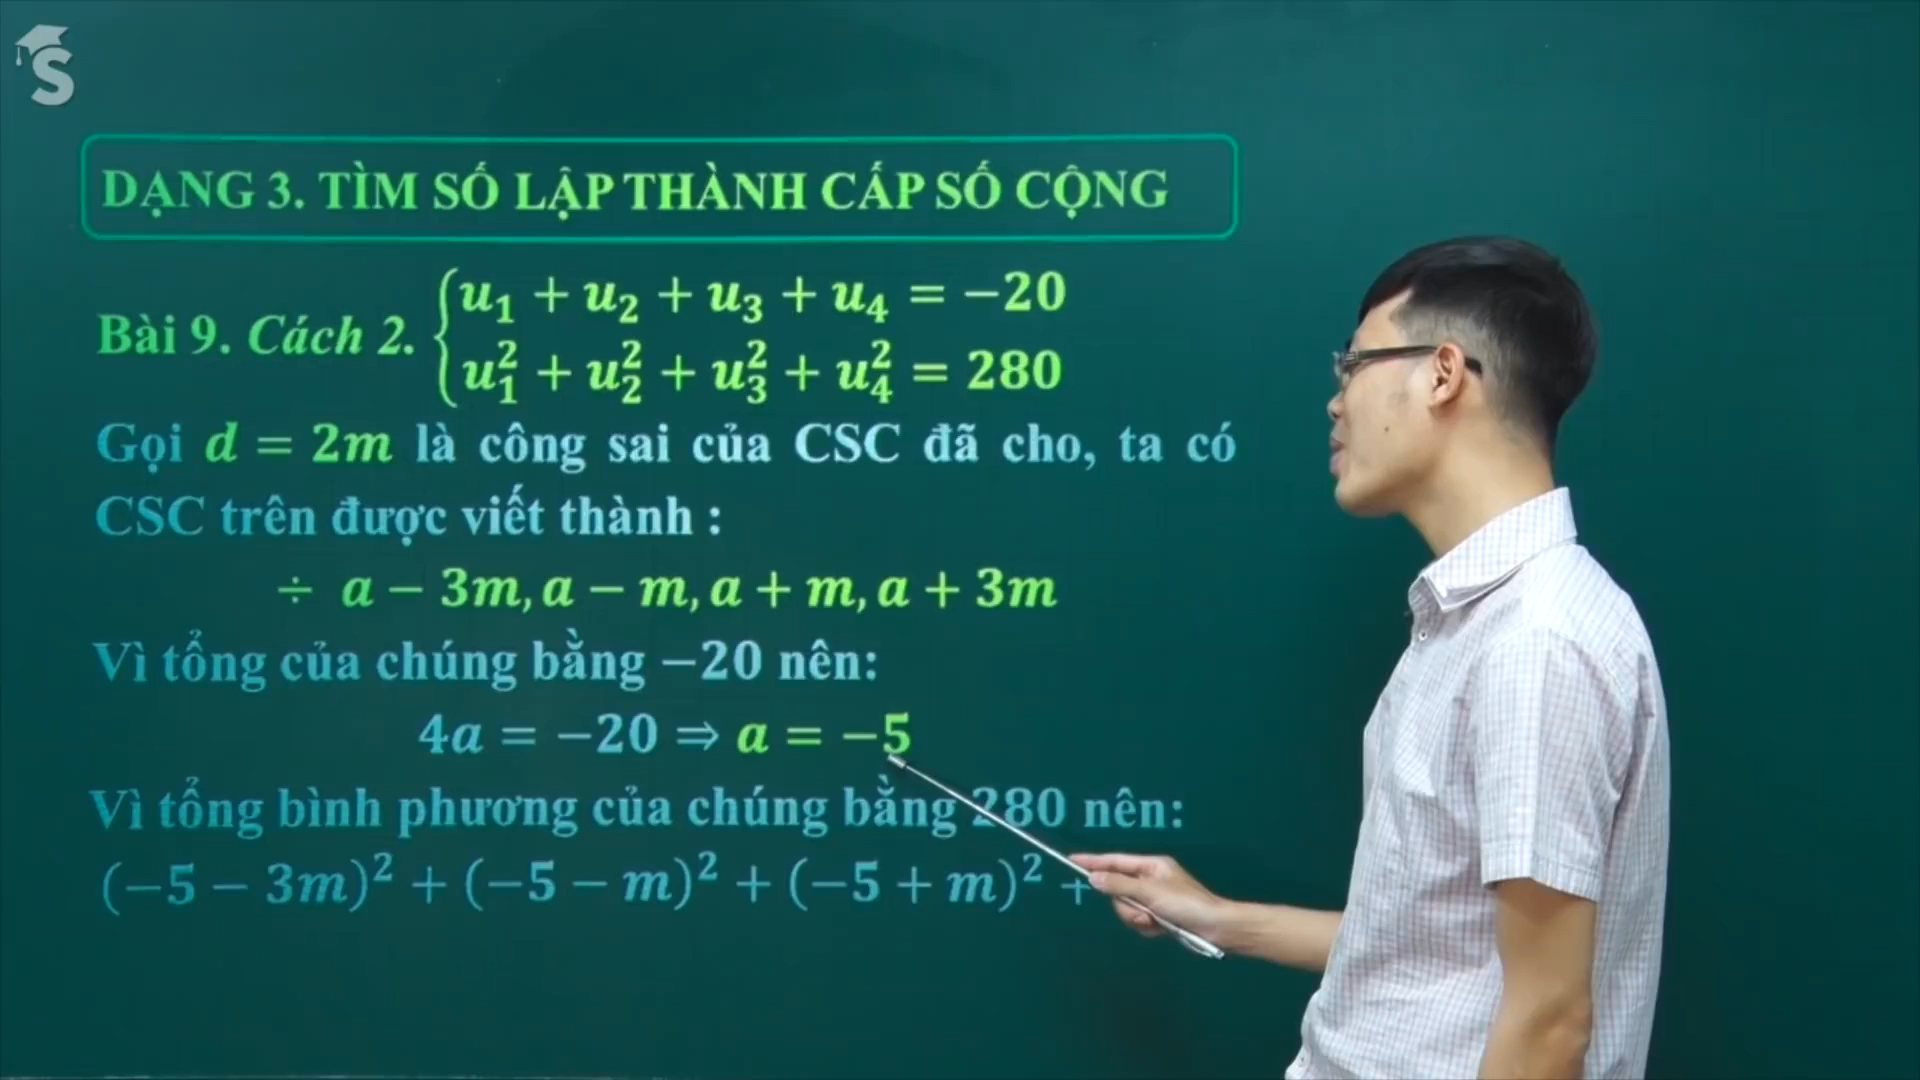 S
DẠNG 3. TÌM SỐ LẬP THÀNH CẤP SỐ CỘNG
Bài 9. Cách 2. {u₁ + u₂ + u₃ + u₄ = −20
u₁² + u₂² + u₃² + u₄² = 280
Gọi d = 2m là công sai của CSC đã cho, ta có
CSC trên được viết thành :
÷ a − 3m, a − m, a + m, a + 3m
Vì tổng của chúng bằng −20 nên:
4a = −20 ⇒ a = −5
Vì tổng bình phương của chúng bằng 280 nên:
(−5 − 3m)² + (−5 − m)² + (−5 + m)² +